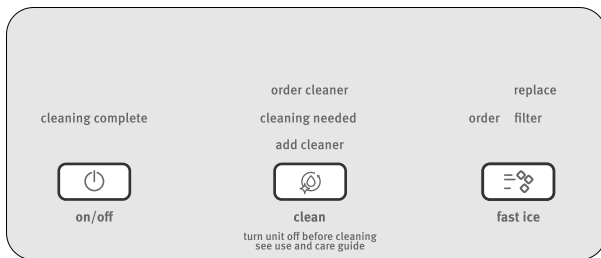 order cleaner
replace
cleaning complete
cleaning needed
order filter
add cleaner
on/off
clean
fast ice
turn unit off before cleaning
see use and care guide